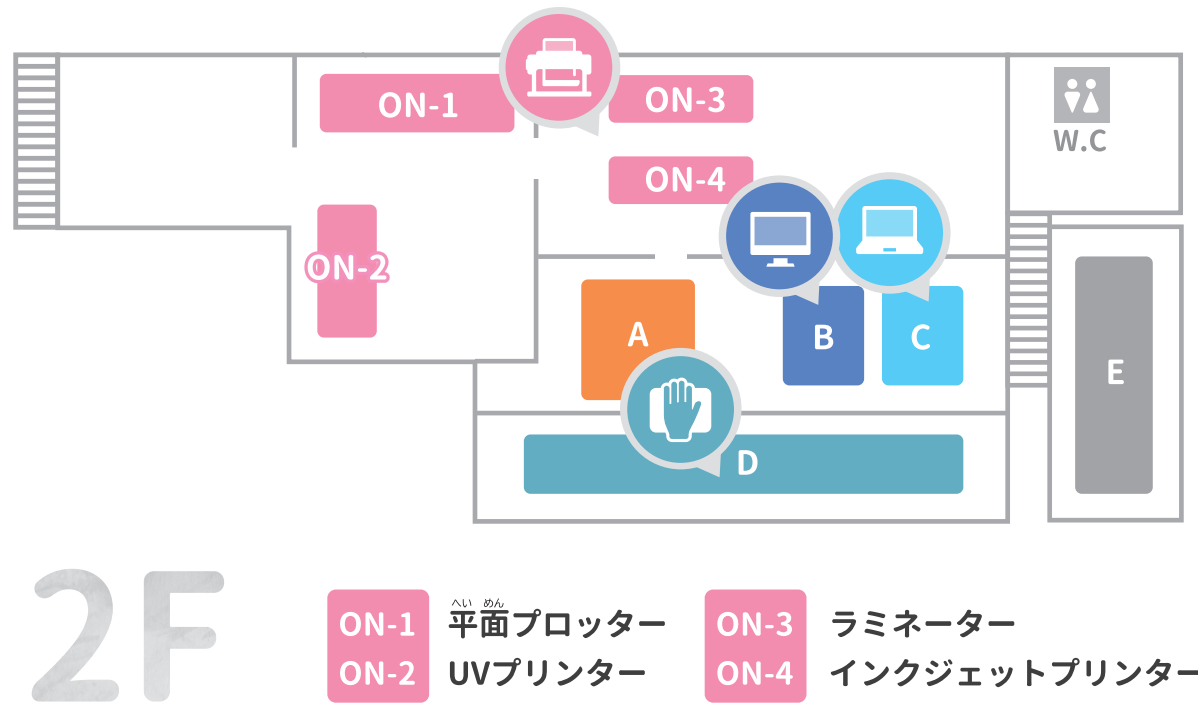 ON-1
ON-3
W.C
ON-4
ON-2
A
B
C
E
D
2F
へい めん
ON-1 平面プロッター
ON-2 UVプリンター
ON-3 ラミネーター
ON-4 インクジェットプリンター